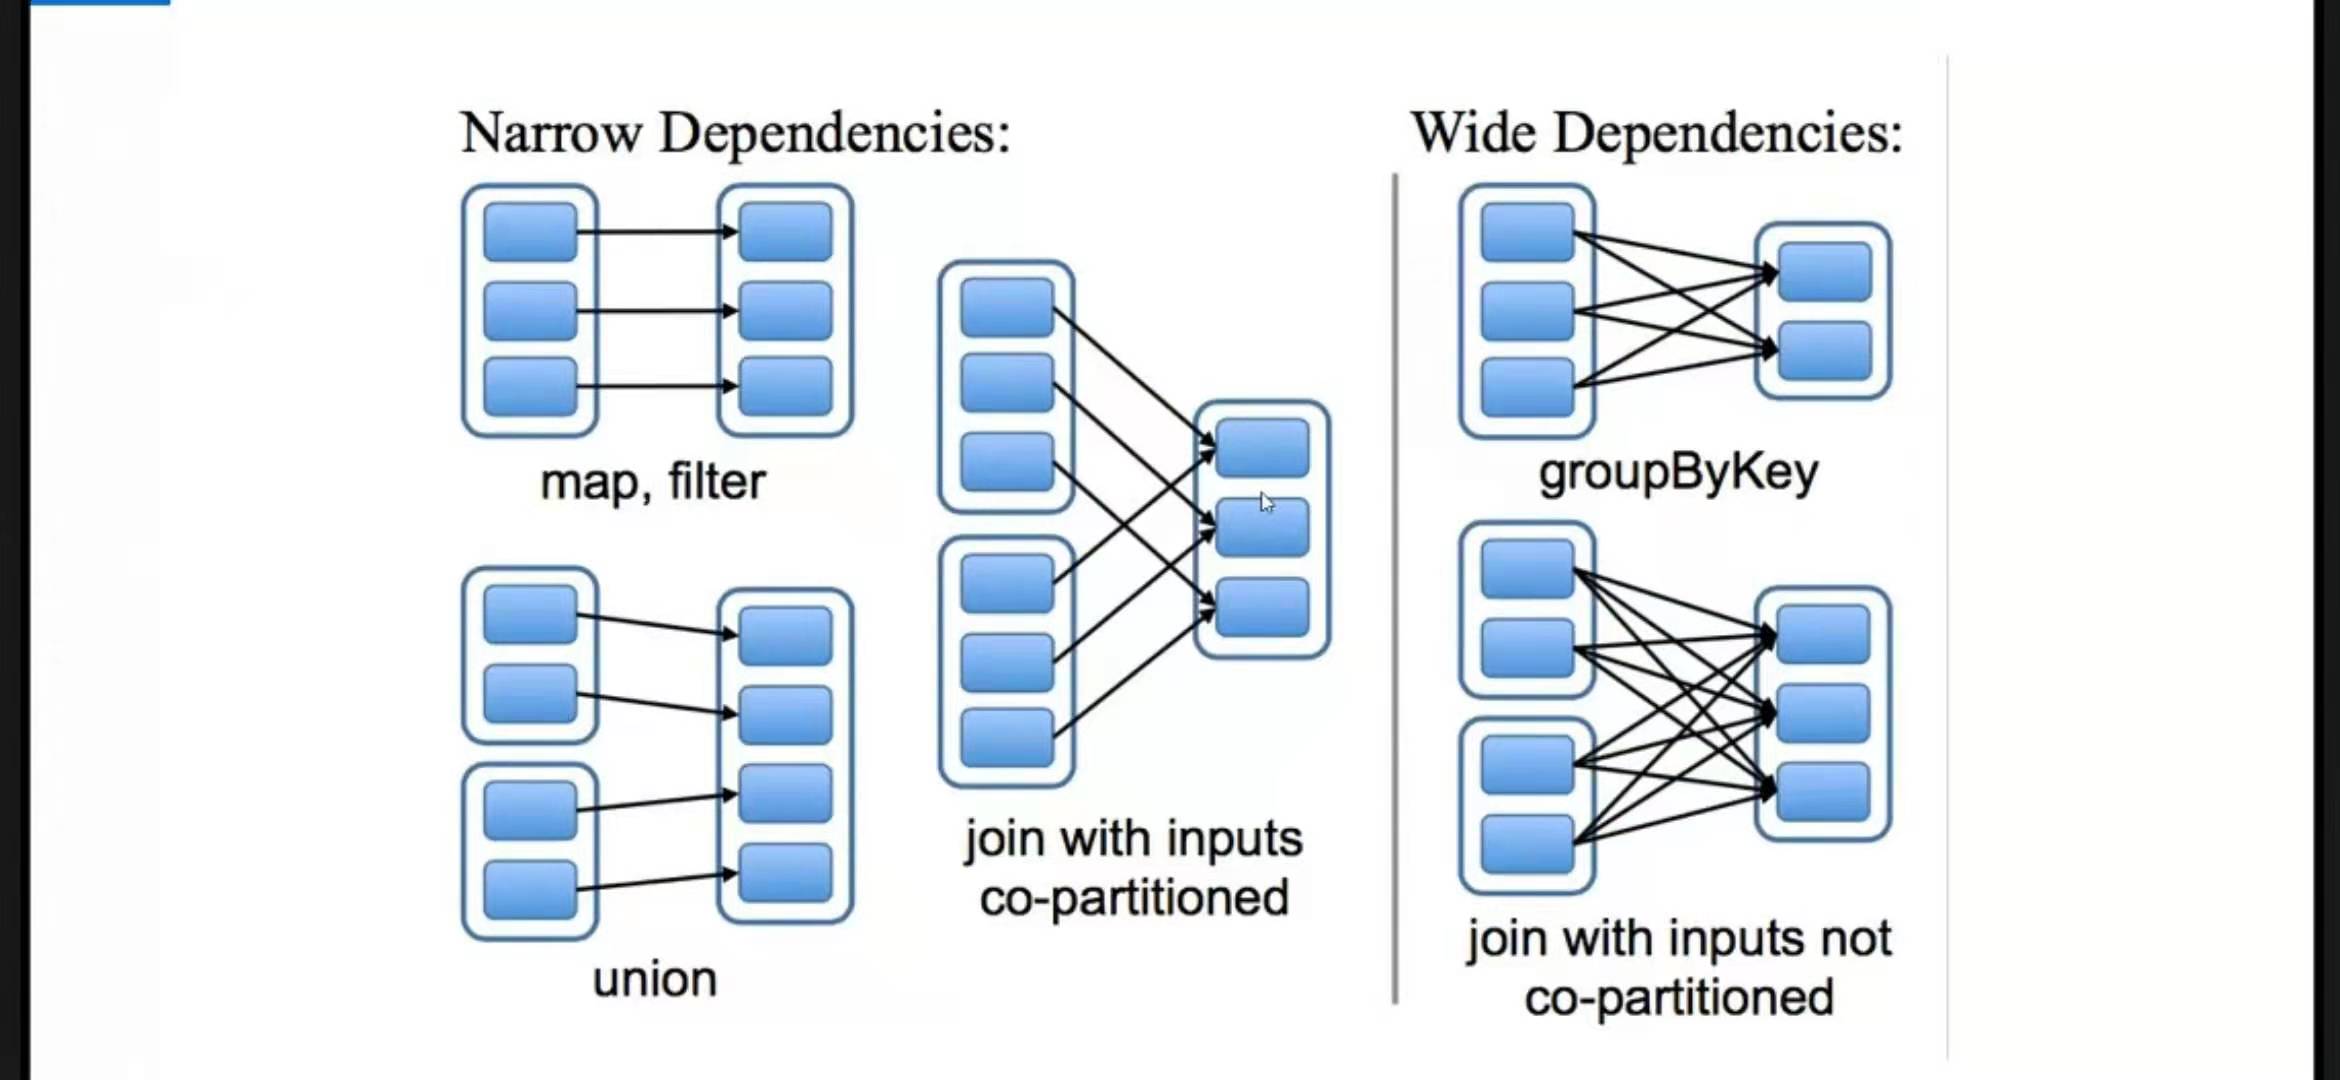 Narrow Dependencies:
map, filter
union
join with inputs
co-partitioned
Wide Dependencies:
groupByKey
join with inputs not
co-partitioned